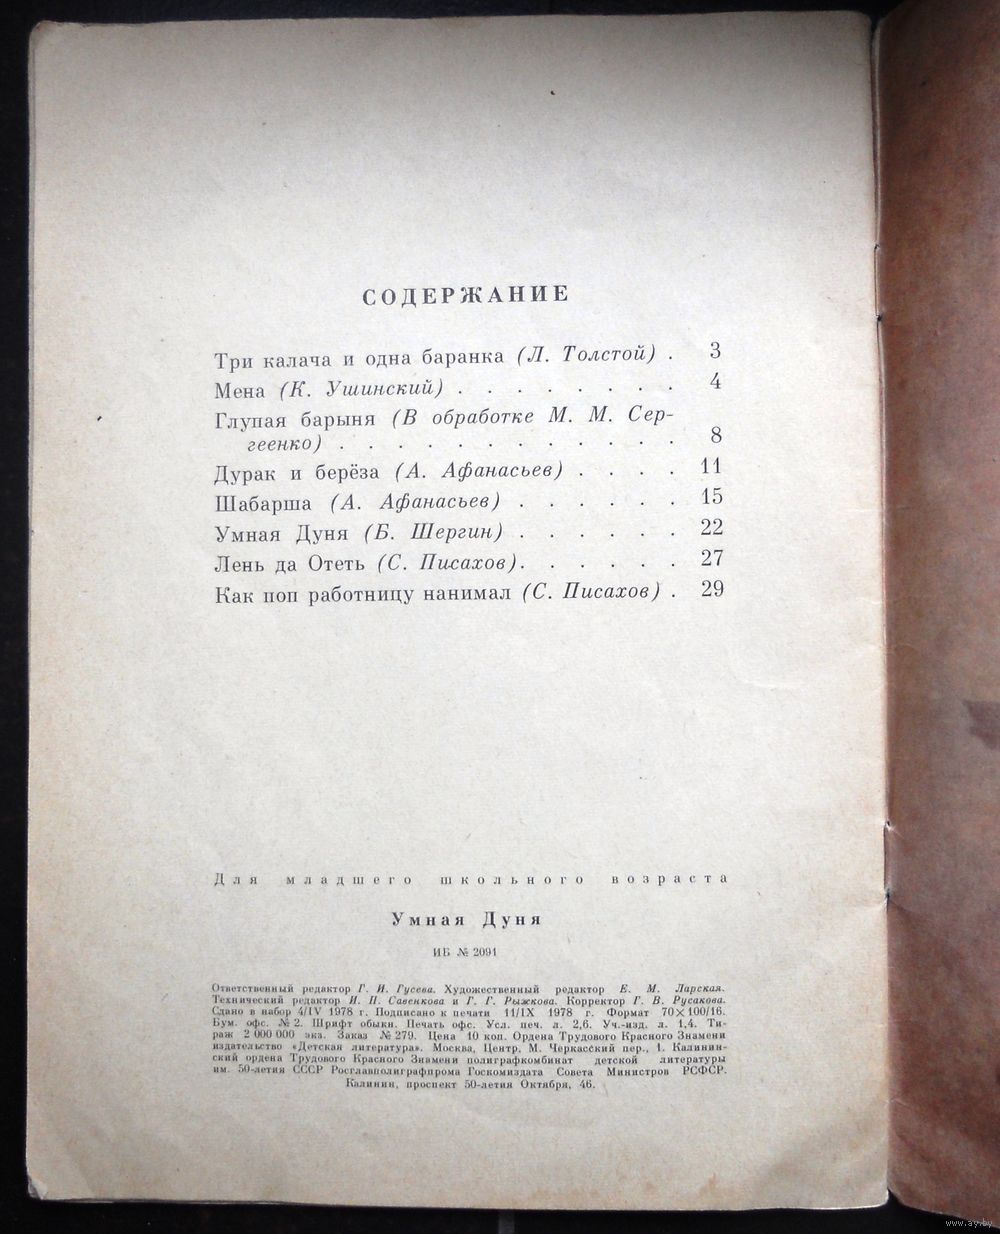 СОДЕРЖАНИЕ
Три калача и одна баранка (Л. Толстой) . 3
Мена (К. Ушинский) . . . . . . . . 4
Глупая барыня (В обработке М. М. Сер-
геенко) . . . . . . . . . . . . 8
Дурак и берёза (А. Афанасьев) . . . . 11
Шабарша (А. Афанасьев) . . . . . . 15
Умная Дуня (Б. Шергин) . . . . . . 22
Лень да Отеть (С. Писахов). . . . . . 27
Как поп работницу нанимал (С. Писахов) . 29
Для младшего школьного возраста
Умная Дуня
ИБ № 2091
Ответственный редактор Г. И. Гусева. Художественный редактор Е. М. Ларская.
Технический редактор И. П. Савенкова и Г. Г. Рыжкова. Корректор Г. В. Русакова.
Сдано в набор 4/IV 1978 г. Подписано к печати 11/IX 1978 г. Формат 70×100/16.
Бум. офс. № 2. Шрифт обыкн. Печать офс. Усл. печ. л. 2,6. Уч.-изд. л. 1,4. Ти-
раж 2 000 000 экз. Заказ № 279. Цена 10 коп. Ордена Трудового Красного Знамени
издательство «Детская литература». Москва, Центр, М. Черкасский пер., 1. Калинин-
ский ордена Трудового Красного Знамени полиграфкомбинат детской литературы
им. 50-летия СССР Росглавполиграфпрома Госкомиздата Совета Министров РСФСР.
Калинин, проспект 50-летия Октября, 46.
www.ay.by